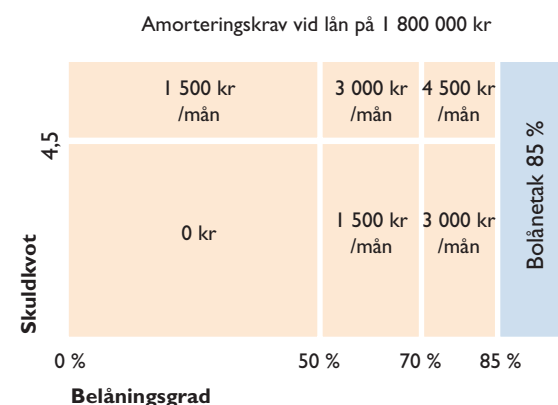 Amorteringskrav vid lån på 1 800 000 kr
1 500 kr
/mån
3 000 kr
/mån
4 500 kr
/mån
4,5
Bolånetak 85 %
0 kr
1 500 kr
/mån
3 000 kr
/mån
Skuldkvot
0 %
50 %
70 %
85 %
Belåningsgrad